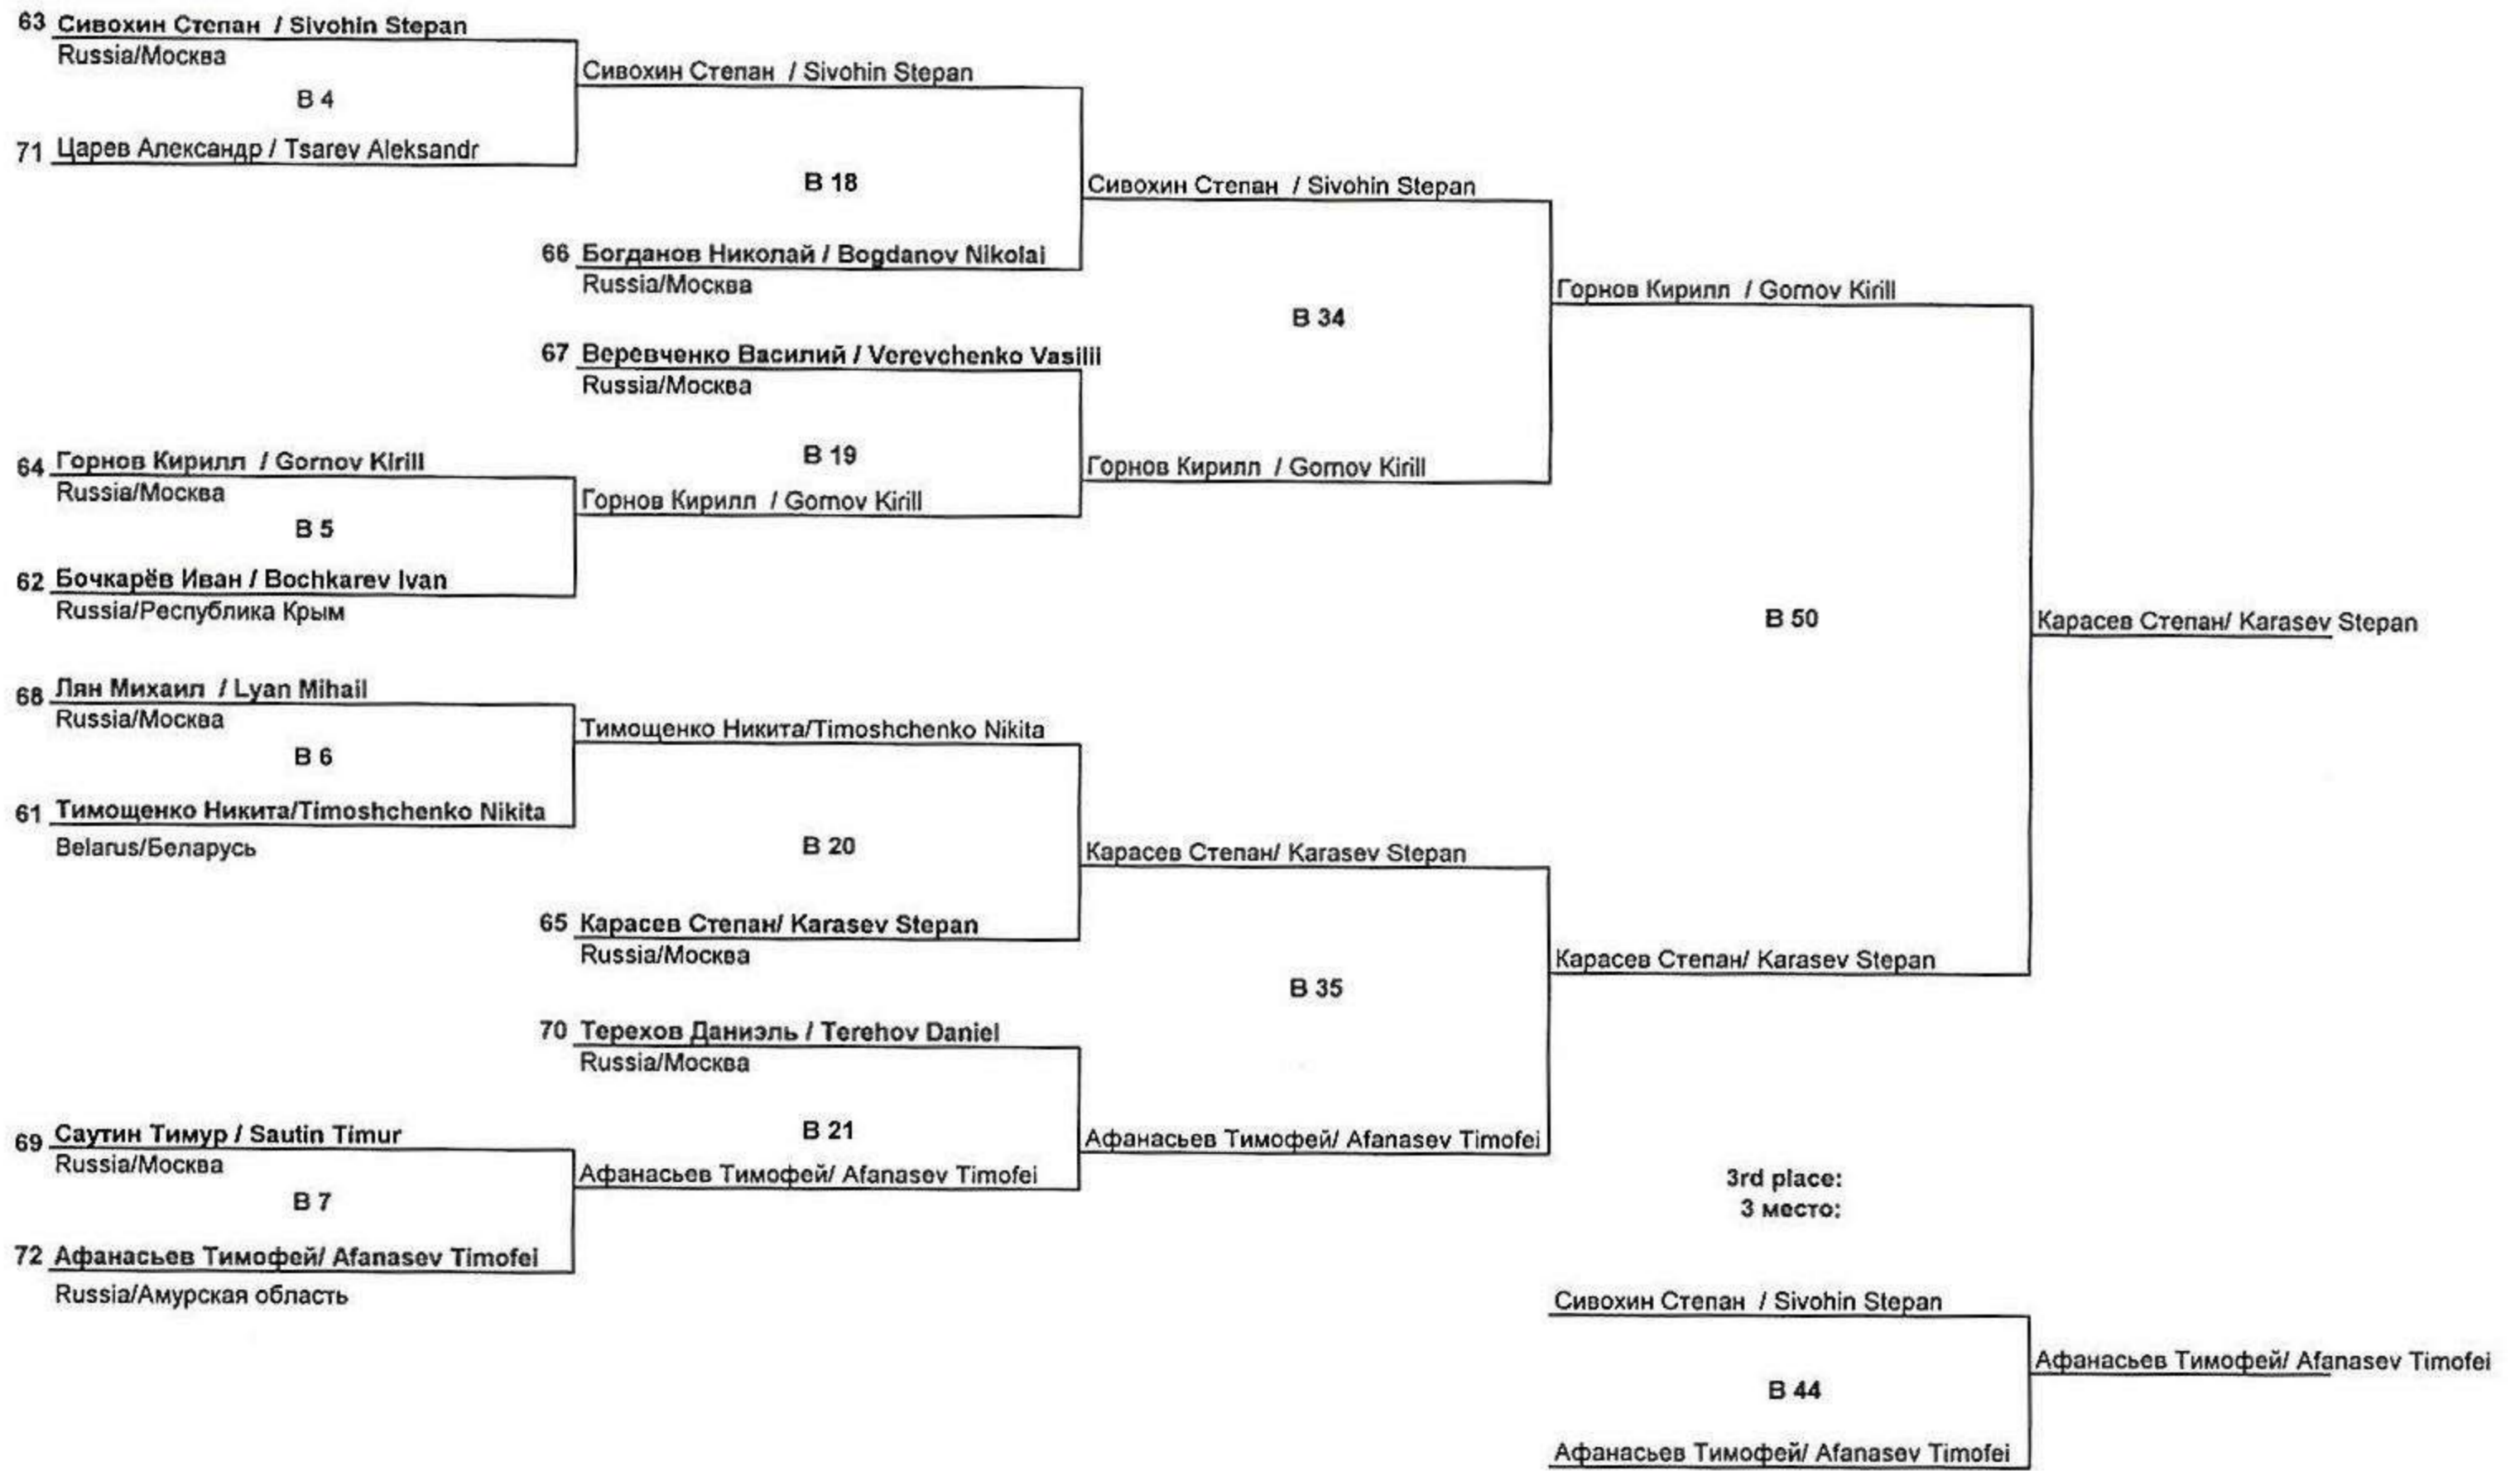 63 Сивохин Степан / Sivohin Stepan
Russia/Москва
B 4
71 Царев Александр / Tsarev Aleksandr
Сивохин Степан / Sivohin Stepan
B 18
66 Богданов Николай / Bogdanov Nikolai
Russia/Москва
Сивохин Степан / Sivohin Stepan
B 34
67 Веревченко Василий / Verevchenko Vasilii
Russia/Москва
B 19
64 Горнов Кирилл / Gornov Kirill
Russia/Москва
B 5
62 Бочкарёв Иван / Bochkarev Ivan
Russia/Республика Крым
Горнов Кирилл / Gornov Kirill
Горнов Кирилл / Gornov Kirill
Горнов Кирилл / Gornov Kirill
B 50
Карасев Степан/ Karasev Stepan
68 Лян Михаил / Lyan Mihail
Russia/Москва
B 6
61 Тимощенко Никита/Timoshchenko Nikita
Belarus/Беларусь
Тимощенко Никита/Timoshchenko Nikita
B 20
65 Карасев Степан/ Karasev Stepan
Russia/Москва
Карасев Степан/ Karasev Stepan
B 35
Карасев Степан/ Karasev Stepan
70 Терехов Даниэль / Terehov Daniel
Russia/Москва
B 21
69 Саутин Тимур / Sautin Timur
Russia/Москва
B 7
72 Афанасьев Тимофей/ Afanasev Timofei
Russia/Амурская область
Афанасьев Тимофей/ Afanasev Timofei
Афанасьев Тимофей/ Afanasev Timofei
3rd place:
3 место:
Сивохин Степан / Sivohin Stepan
B 44
Афанасьев Тимофей/ Afanasev Timofei
Афанасьев Тимофей/ Afanasev Timofei